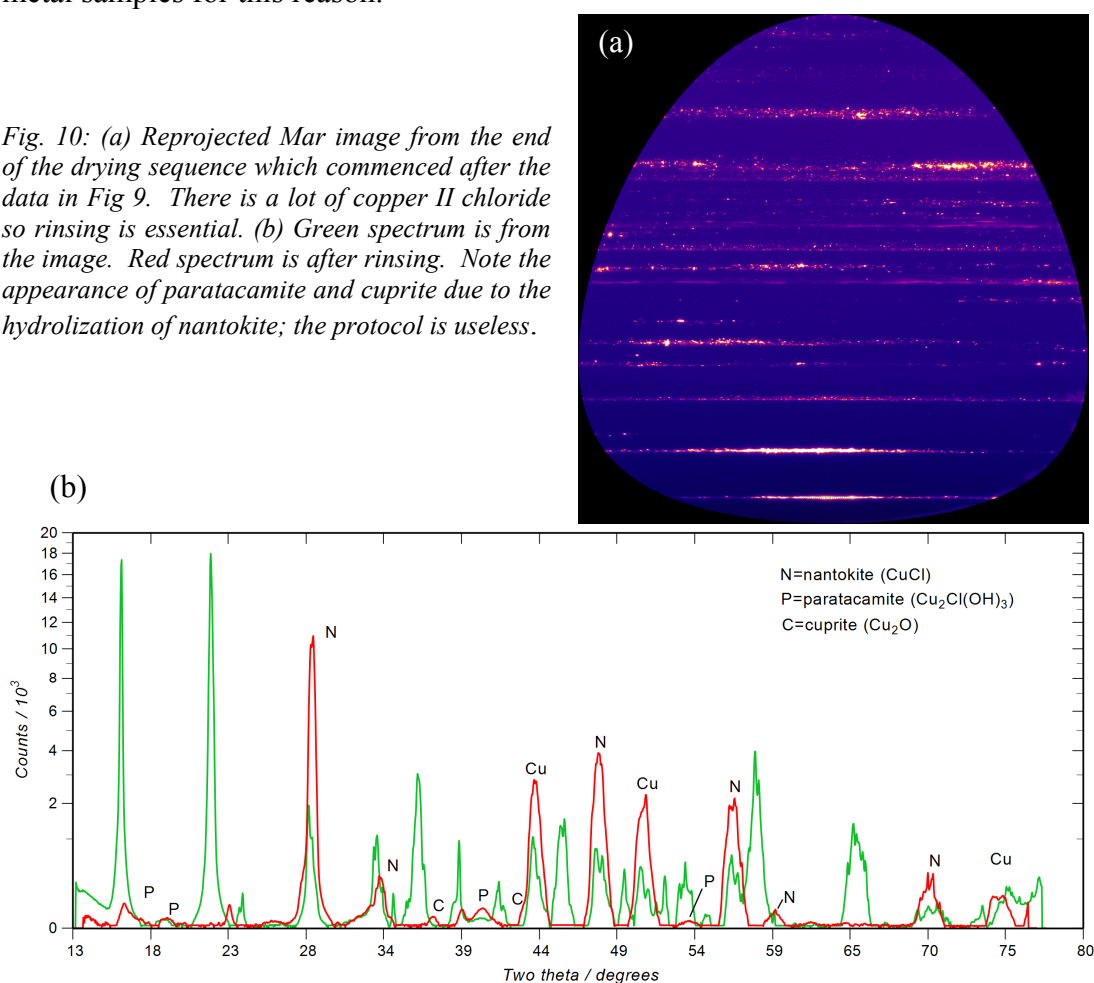 metal samples for this reason.
(a)
Fig. 10: (a) Reprojected Mar image from the end
of the drying sequence which commenced after the
data in Fig 9. There is a lot of copper II chloride
so rinsing is essential. (b) Green spectrum is from
the image. Red spectrum is after rinsing. Note the
appearance of paratacamite and cuprite due to the
hydrolization of nantokite; the protocol is useless.
(b)
20
18
16
14
12
10
8
6
4
2
0
Counts / 10³
N=nantokite (CuCl)
P=paratacamite (Cu₂Cl(OH)₃)
C=cuprite (Cu₂O)
P
P
N
N
C
P
C
Cu
N
Cu
P
N
N
N
Cu
13 18 23 28 34 39 44 49 54 59 65 70 75 80
Two theta / degrees